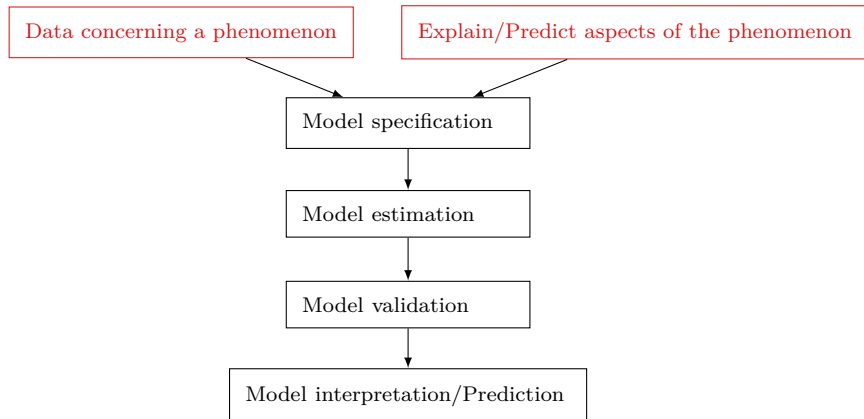 Data concerning a phenomenon
Explain/Predict aspects of the phenomenon
Model specification
Model estimation
Model validation
Model interpretation/Prediction